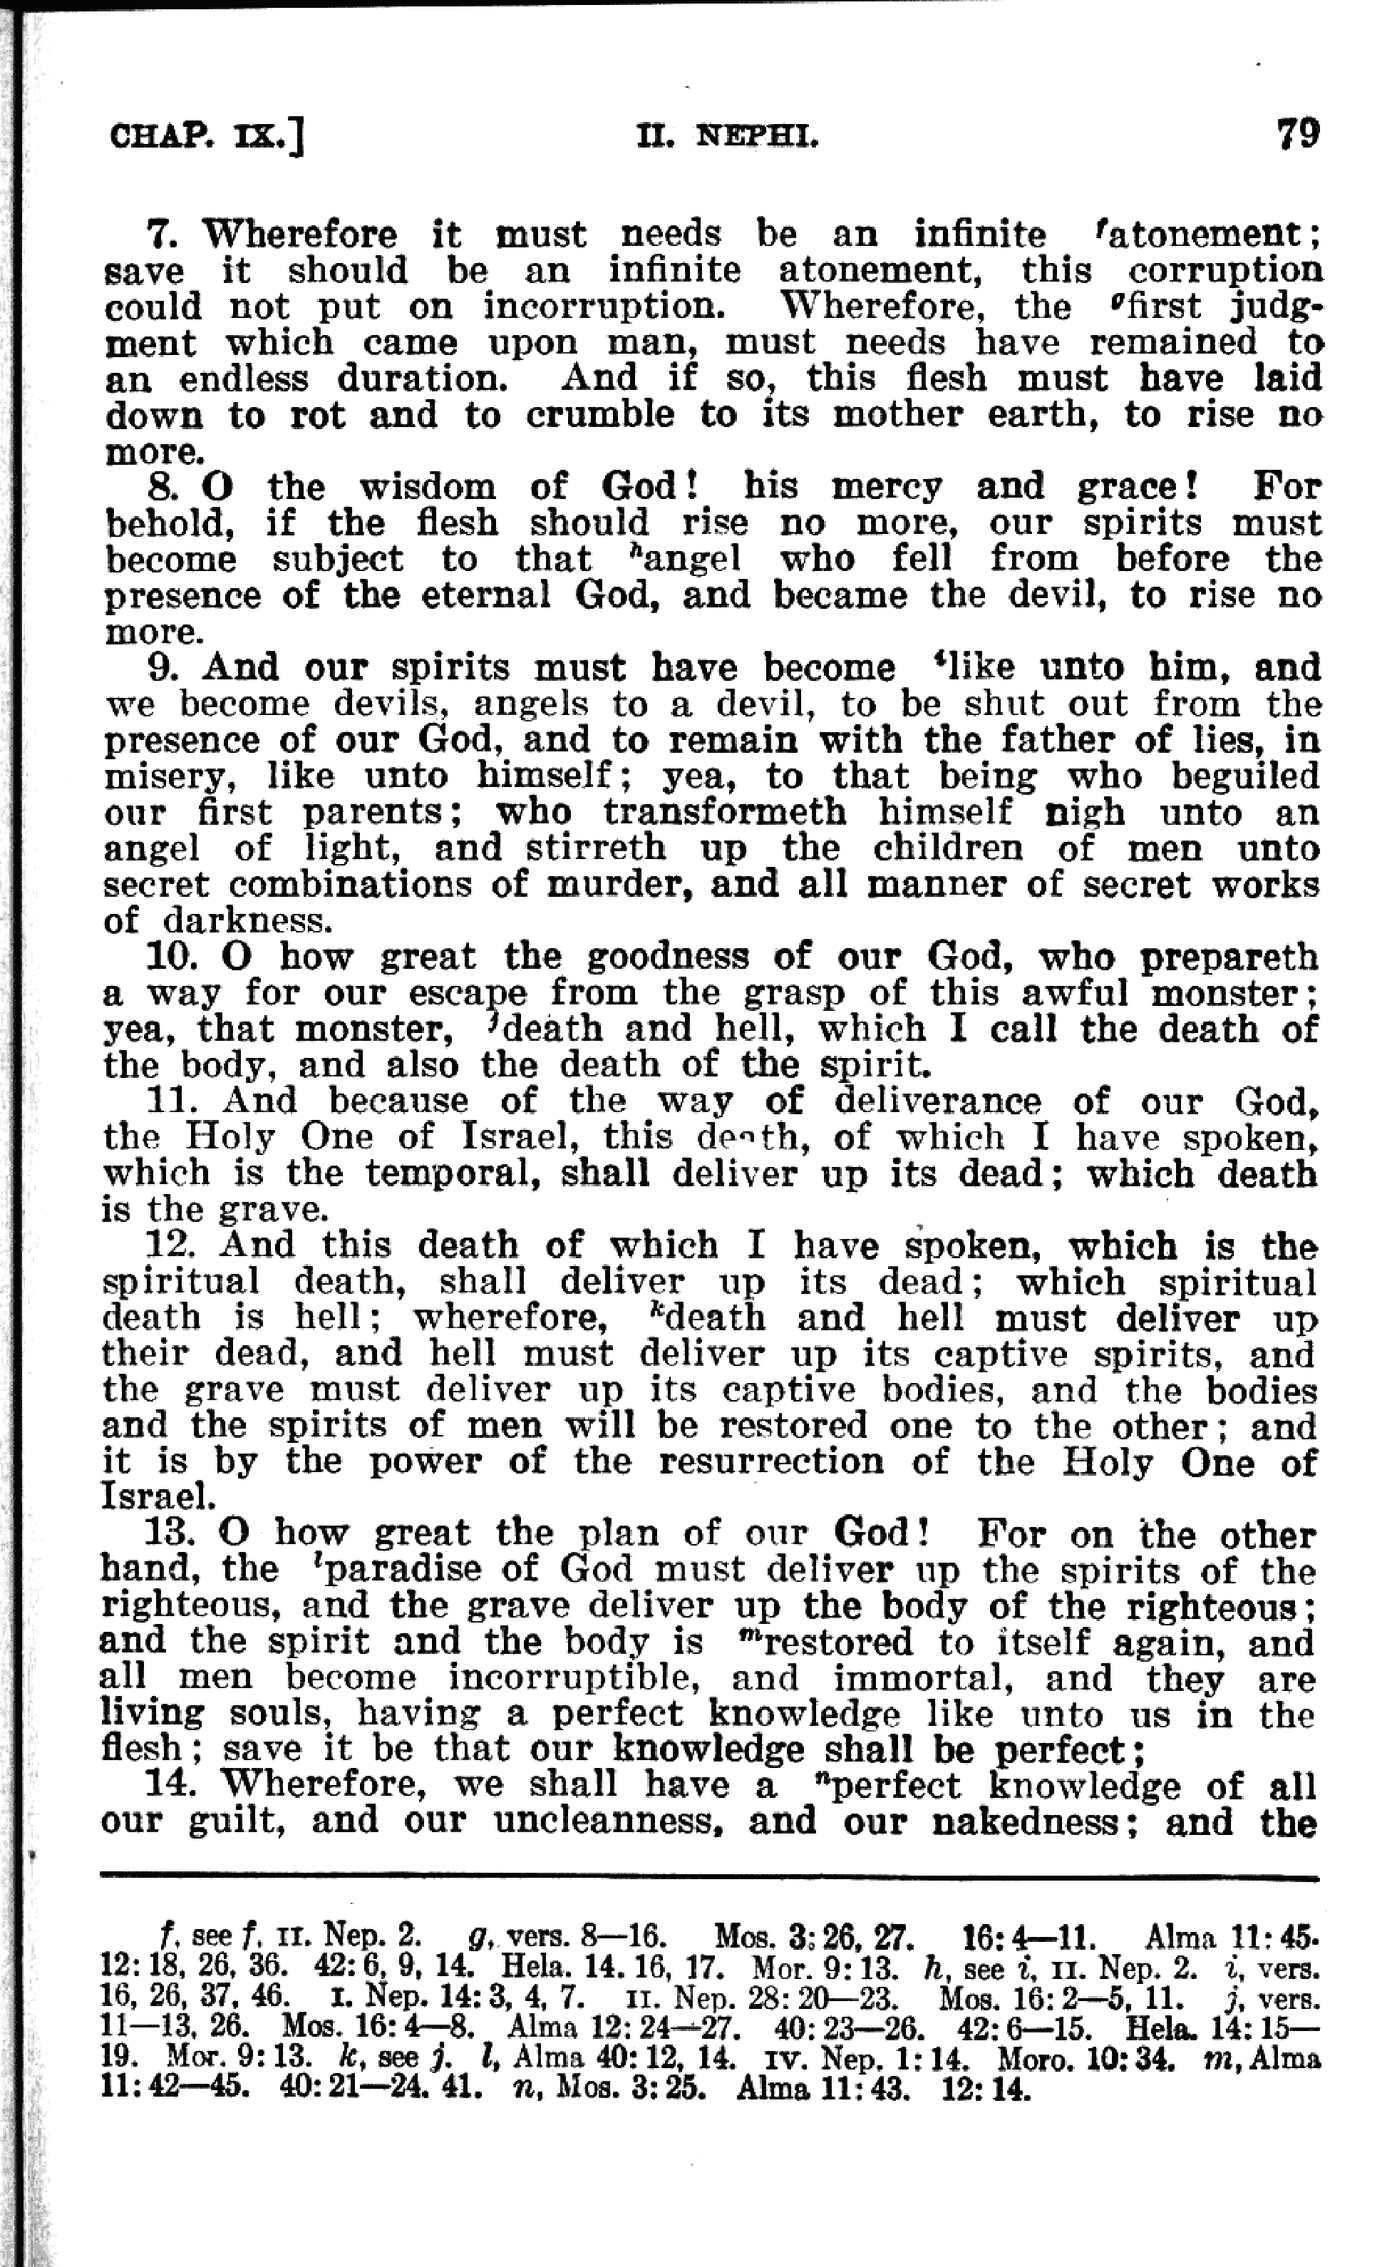 CHAP. IX.] II. NEPHI. 79
7. Wherefore it must needs be an infinite ᶠatonement;
save it should be an infinite atonement, this corruption
could not put on incorruption. Wherefore, the ᵍfirst judg-
ment which came upon man, must needs have remained to
an endless duration. And if so, this flesh must have laid
down to rot and to crumble to its mother earth, to rise no
more.
8. O the wisdom of God! his mercy and grace! For
behold, if the flesh should rise no more, our spirits must
become subject to that ʰangel who fell from before the
presence of the eternal God, and became the devil, to rise no
more.
9. And our spirits must have become ⁱlike unto him, and
we become devils, angels to a devil, to be shut out from the
presence of our God, and to remain with the father of lies, in
misery, like unto himself; yea, to that being who beguiled
our first parents; who transformeth himself nigh unto an
angel of light, and stirreth up the children of men unto
secret combinations of murder, and all manner of secret works
of darkness.
10. O how great the goodness of our God, who prepareth
a way for our escape from the grasp of this awful monster;
yea, that monster, ʲdeath and hell, which I call the death of
the body, and also the death of the spirit.
11. And because of the way of deliverance of our God,
the Holy One of Israel, this death, of which I have spoken,
which is the temporal, shall deliver up its dead; which death
is the grave.
12. And this death of which I have spoken, which is the
spiritual death, shall deliver up its dead; which spiritual
death is hell; wherefore, ᵏdeath and hell must deliver up
their dead, and hell must deliver up its captive spirits, and
the grave must deliver up its captive bodies, and the bodies
and the spirits of men will be restored one to the other; and
it is by the power of the resurrection of the Holy One of
Israel.
13. O how great the plan of our God! For on the other
hand, the ˡparadise of God must deliver up the spirits of the
righteous, and the grave deliver up the body of the righteous;
and the spirit and the body is ᵐrestored to itself again, and
all men become incorruptible, and immortal, and they are
living souls, having a perfect knowledge like unto us in the
flesh; save it be that our knowledge shall be perfect;
14. Wherefore, we shall have a ⁿperfect knowledge of all
our guilt, and our uncleanness, and our nakedness; and the
f, see f, II. Nep. 2. g, vers. 8—16. Mos. 3: 26, 27. 16: 4—11. Alma 11: 45.
12: 18, 26, 36. 42: 6, 9, 14. Hela. 14. 16, 17. Mor. 9: 13. h, see i, II. Nep. 2. i, vers.
16, 26, 37, 46. I. Nep. 14: 3, 4, 7. II. Nep. 28: 20—23. Mos. 16: 2—5, 11. j, vers.
11—13, 26. Mos. 16: 4—8. Alma 12: 24—27. 40: 23—26. 42: 6—15. Hela. 14: 15—
19. Mor. 9: 13. k, see j. l, Alma 40: 12, 14. IV. Nep. 1: 14. Moro. 10: 34. m, Alma
11: 42—45. 40: 21—24. 41. n, Mos. 3: 25. Alma 11: 43. 12: 14.